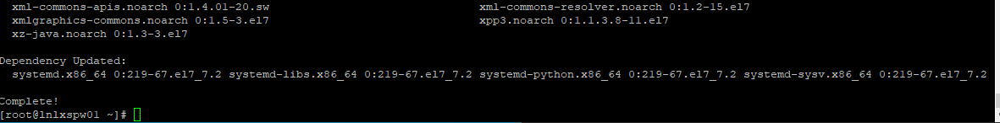 xml-commons-apis.noarch 0:1.4.01-20.sw xml-commons-resolver.noarch 0:1.2-15.el7
xmlgraphics-commons.noarch 0:1.5-3.el7 xpp3.noarch 0:1.1.3.8-11.el7
xz-java.noarch 0:1.3-3.el7
Dependency Updated:
systemd.x86_64 0:219-67.el7_7.2 systemd-libs.x86_64 0:219-67.el7_7.2 systemd-python.x86_64 0:219-67.el7_7.2 systemd-sysv.x86_64 0:219-67.el7_7.2
Complete!
[root@lnlxspw01 ~]#